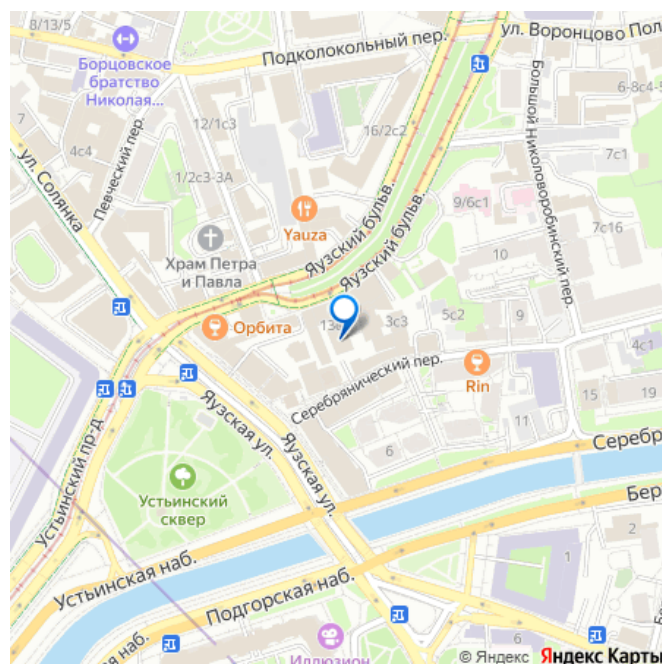 8/13/5
Подколокольный пер.
ул. Воронцово Пол
Борцовское
братство
Николая...
7
4с4
Певческий пер.
12/1с3
16/2с2
Большой Николоворобинский пер.
6-8с4-5
7с1
ул. Солянка
1/2с3-3А
9/6с1
7с16
Yauza
Храм Петра
и Павла
Яузский бульв.
Яузский бульв.
10
Орбита
3с3
5с2
9
4с1
Серебрянический пер.
Rin
15
19
11
6
Яузская ул.
Яузская ул.
Серебр
Устьинский пр-д
Устьинский
сквер
Бер
2
1
Устьинская наб.
Подгорская наб.
ая наб.
6
Иллюзион
© Яндекс Яндекс Карты